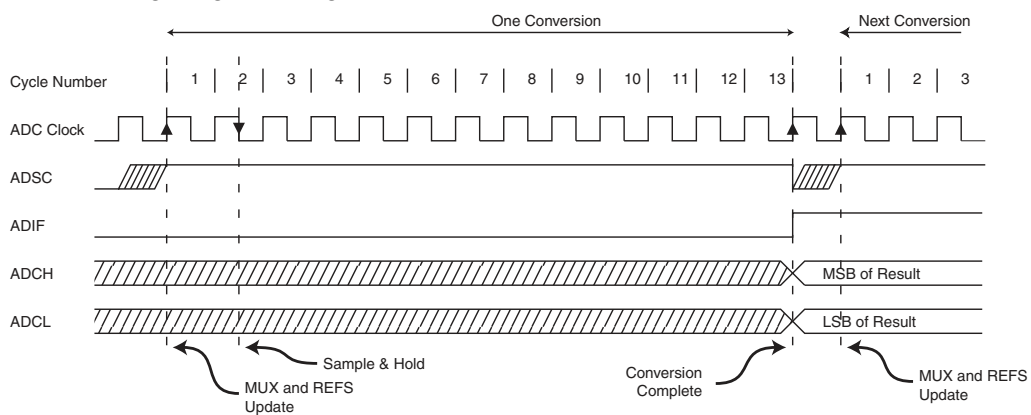 One Conversion Next Conversion
Cycle Number 1 2 3 4 5 6 7 8 9 10 11 12 13 1 2 3
ADC Clock
ADSC
ADIF
ADCH MSB of Result
ADCL LSB of Result
Sample & Hold
MUX and REFS
Update
Conversion
Complete
MUX and REFS
Update